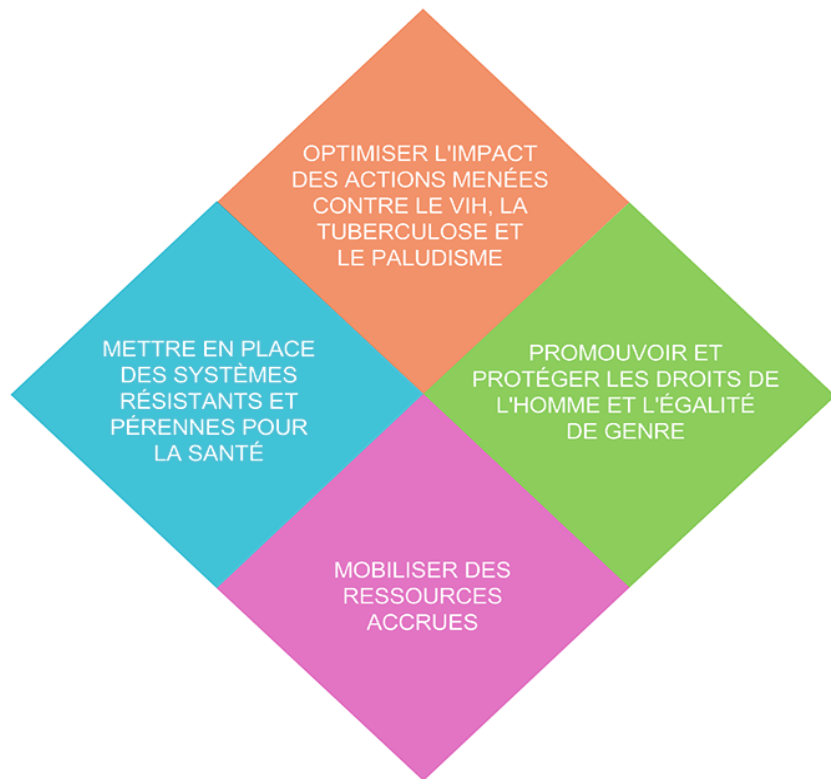 OPTIMISER L'IMPACT
DES ACTIONS MENÉES
CONTRE LE VIH, LA
TUBERCULOSE ET
LE PALUDISME
METTRE EN PLACE
DES SYSTÈMES
RÉSISTANTS ET
PÉRENNES POUR
LA SANTÉ
PROMOUVOIR ET
PROTÉGER LES DROITS DE
L'HOMME ET L'ÉGALITÉ
DE GENRE
MOBILISER DES
RESSOURCES
ACCRUES